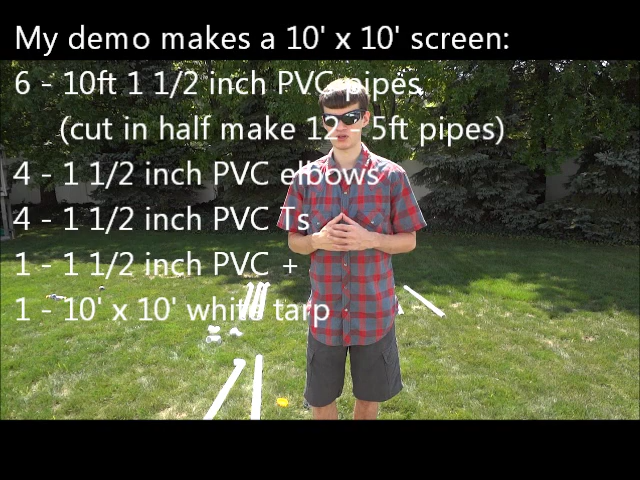 My demo makes a 10' x 10' screen:
6 - 10ft 1 1/2 inch PVC pipes
(cut in half make 12 - 5ft pipes)
4 - 1 1/2 inch PVC elbows
4 - 1 1/2 inch PVC Ts
1 - 1 1/2 inch PVC +
1 - 10' x 10' white tarp